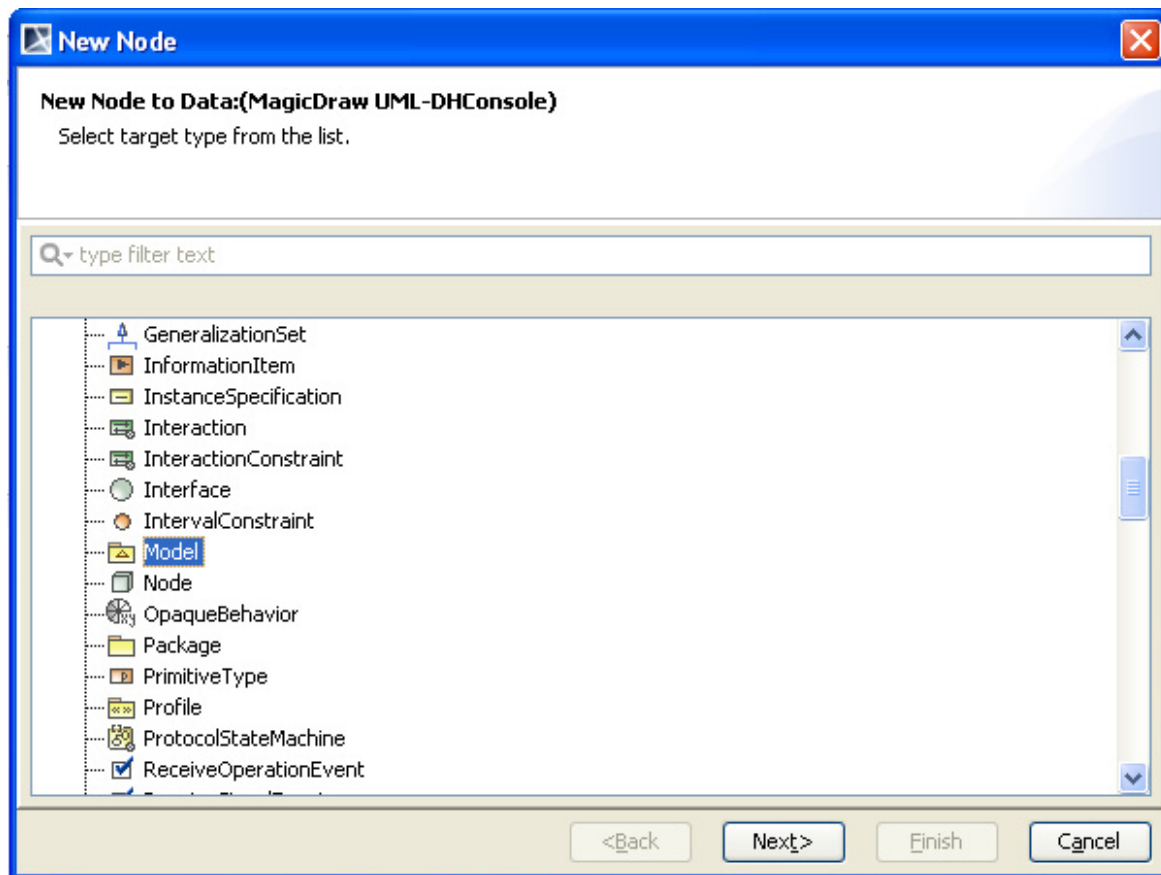 New Node
New Node to Data:(MagicDraw UML-DHConsole)
Select target type from the list.
type filter text
GeneralizationSet
InformationItem
InstanceSpecification
Interaction
InteractionConstraint
Interface
IntervalConstraint
Model
Node
OpaqueBehavior
Package
PrimitiveType
Profile
ProtocolStateMachine
ReceiveOperationEvent
<Back Next> Finish Cancel